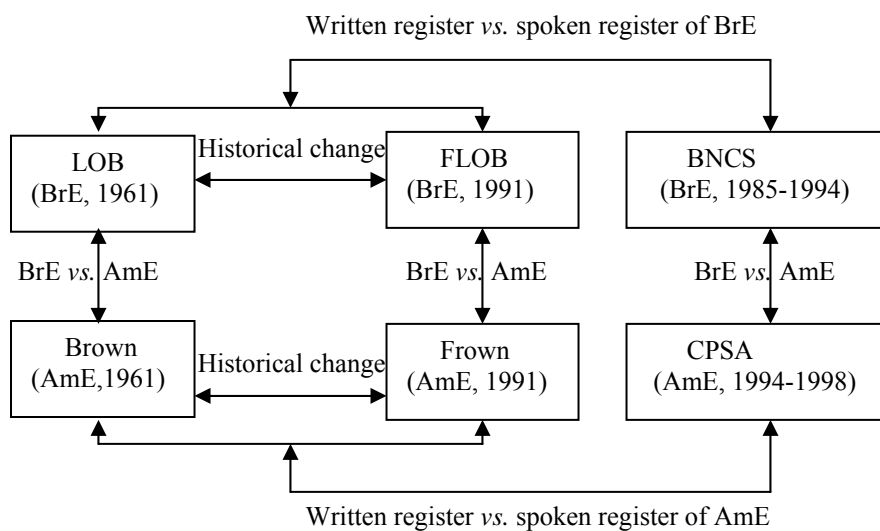 Written register vs. spoken register of BrE
LOB
(BrE, 1961)
Historical change
FLOB
(BrE, 1991)
BNCS
(BrE, 1985-1994)
BrE vs. AmE
BrE vs. AmE
BrE vs. AmE
Brown
(AmE,1961)
Historical change
Frown
(AmE, 1991)
CPSA
(AmE, 1994-1998)
Written register vs. spoken register of AmE